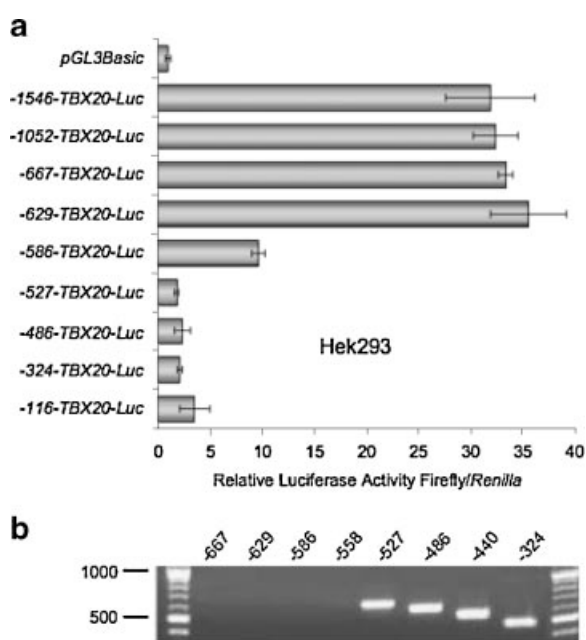 a
pGL3Basic
-1546-TBX20-Luc
-1052-TBX20-Luc
-667-TBX20-Luc
-629-TBX20-Luc
-586-TBX20-Luc
-527-TBX20-Luc
-486-TBX20-Luc
-324-TBX20-Luc
-116-TBX20-Luc
Hek293
0 5 10 15 20 25 30 35 40
Relative Luciferase Activity Firefly/Renilla
b
-667 -629 -586 -558 -527 -486 -440 -324
1000
500